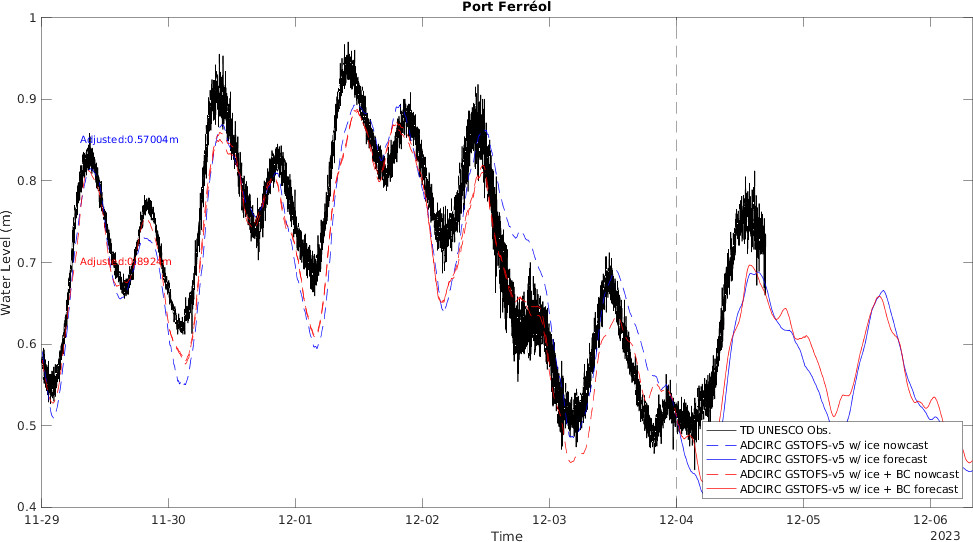 Port Ferréol
1
0.9
0.8
0.7
0.6
0.5
0.4
Water Level (m)
Adjusted:0.57004m
Adjusted:0.8924m
TD UNESCO Obs.
ADCIRC GSTOFS-v5 w/ ice nowcast
ADCIRC GSTOFS-v5 w/ ice forecast
ADCIRC GSTOFS-v5 w/ ice + BC nowcast
ADCIRC GSTOFS-v5 w/ ice + BC forecast
11-29 11-30 12-01 12-02 12-03 12-04 12-05 12-06
Time
2023